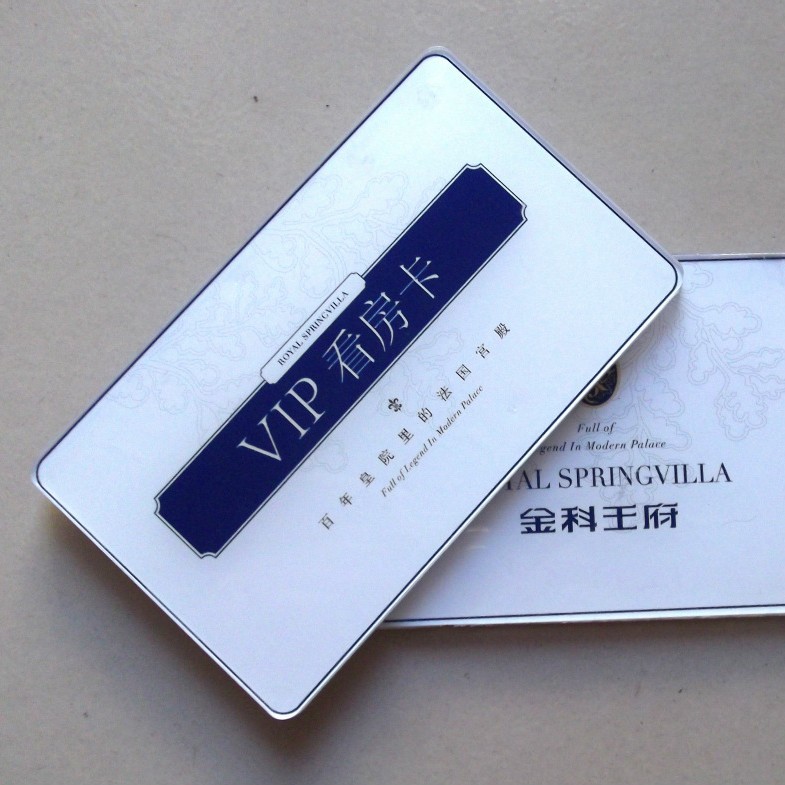 ROYAL SPRINGVILLA
VIP 看房卡
百年皇院里的法国宫殿
Full of Legend In Modern Palace
Full of
Legend In Modern Palace
ROYAL SPRINGVILLA
金科王府